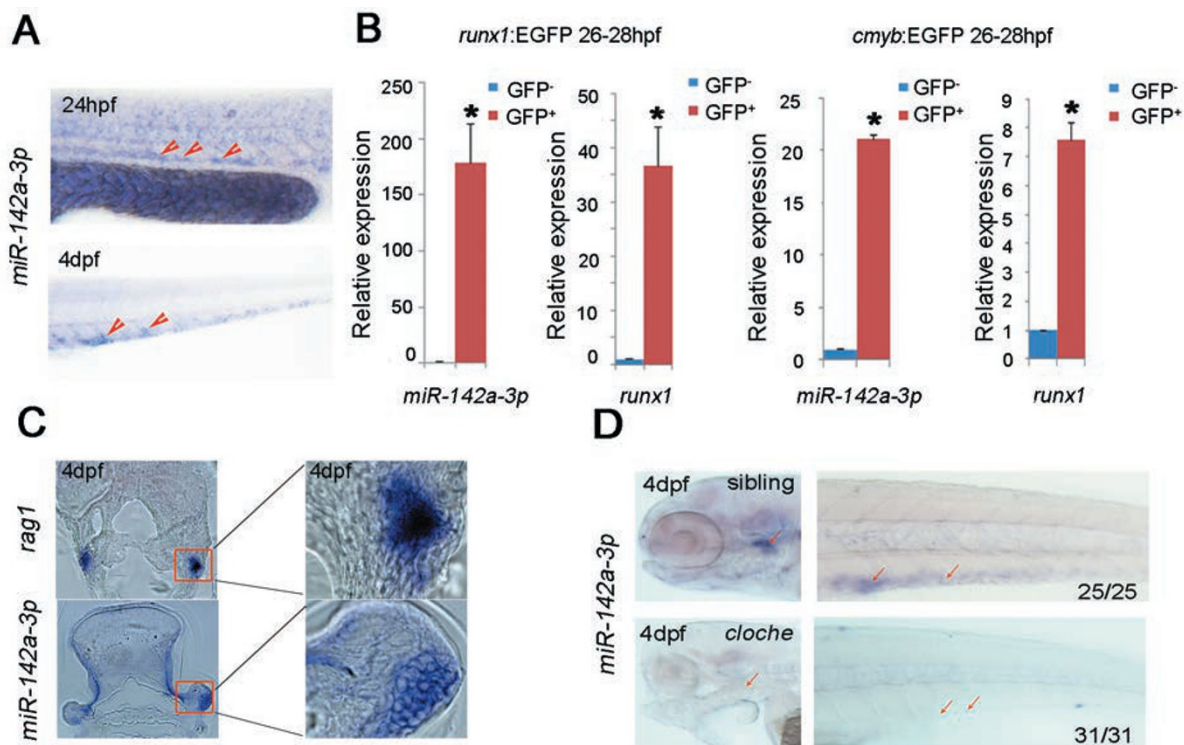 A
24hpf
miR-142a-3p
4dpf
B
runx1:EGFP 26-28hpf
cmyb:EGFP 26-28hpf
Relative expression
250
200
150
100
50
0
GFP-
GFP+
*
miR-142a-3p
Relative expression
50
40
30
20
10
0
GFP-
GFP+
*
runx1
Relative expression
25
20
15
10
5
0
GFP-
GFP+
*
miR-142a-3p
Relative expression
9
8
7
6
5
4
3
2
1
0
GFP-
GFP+
*
runx1
C
rag1
4dpf
4dpf
miR-142a-3p
D
miR-142a-3p
4dpf sibling
25/25
4dpf cloche
31/31